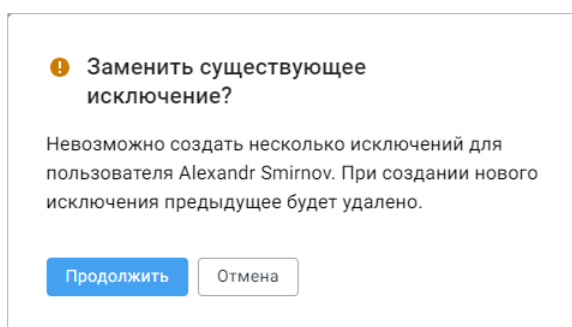 Заменить существующее
исключение?
Невозможно создать несколько исключений для
пользователя Alexandr Smirnov. При создании нового
исключения предыдущее будет удалено.
Продолжить Отмена